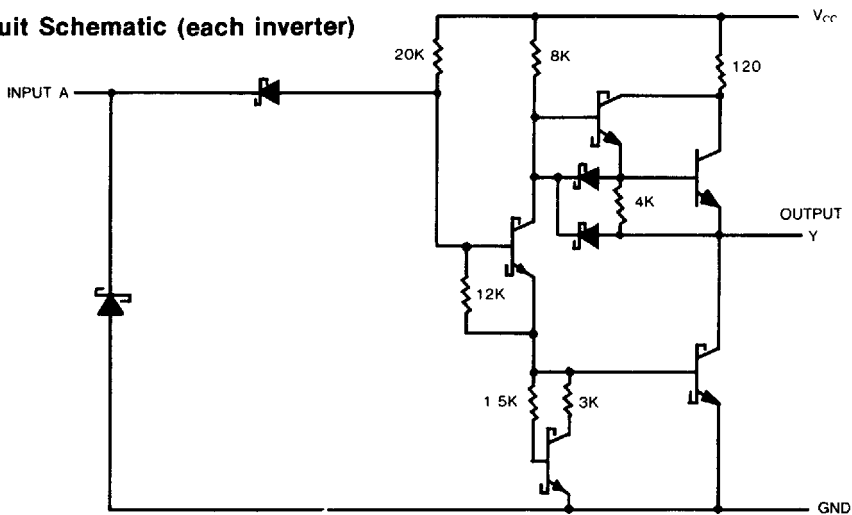 uit Schematic (each inverter)
VCC
20K
8K
120
INPUT A
4K
OUTPUT
Y
12K
1 5K
3K
GND